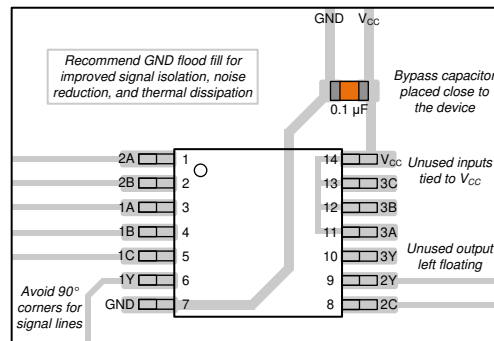 GND VCC
Recommend GND flood fill for
improved signal isolation, noise
reduction, and thermal dissipation
Bypass capacitor
placed close to
the device
0.1 µF
2A 1 14 VCC
2B 2 13 3C
1A 3 12 3B
1B 4 11 3A
1C 5 10 3Y
1Y 6 9 2Y
GND 7 8 2C
Unused inputs
tied to VCC
Unused output
left floating
Avoid 90°
corners for
signal lines